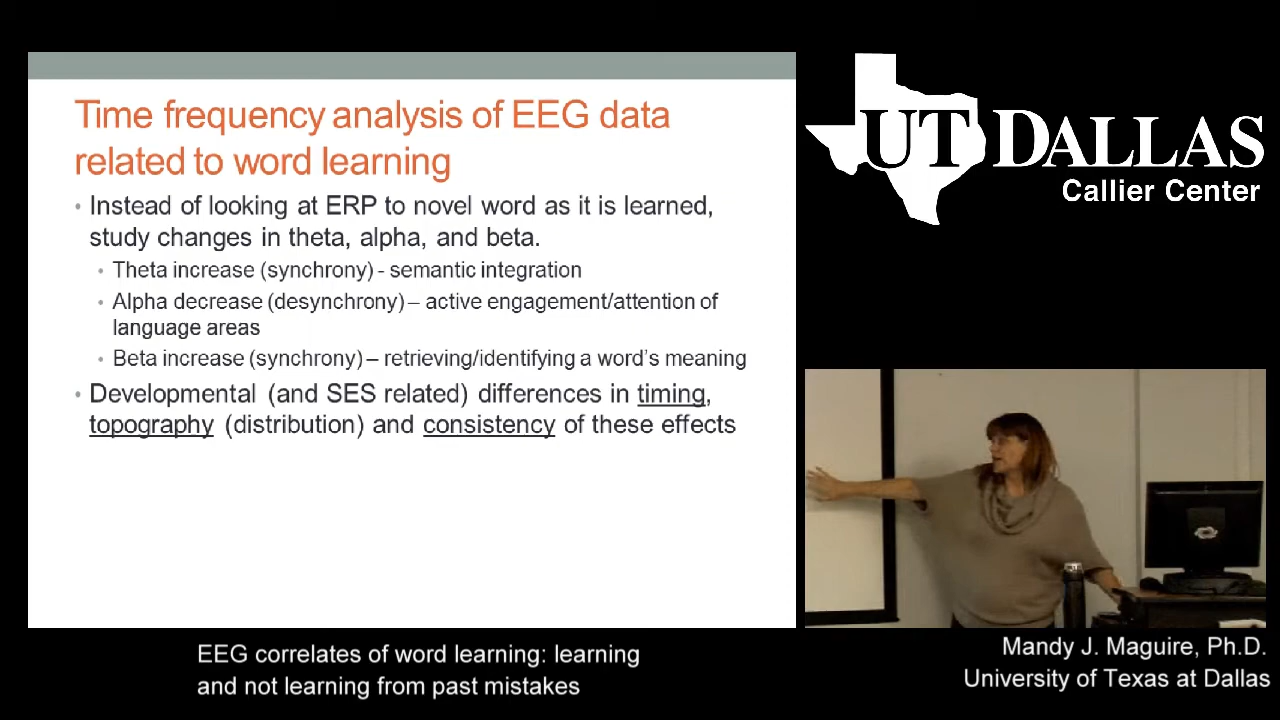 Time frequency analysis of EEG data
related to word learning
• Instead of looking at ERP to novel word as it is learned,
study changes in theta, alpha, and beta.
• Theta increase (synchrony) - semantic integration
• Alpha decrease (desynchrony) – active engagement/attention of
language areas
• Beta increase (synchrony) – retrieving/identifying a word's meaning
• Developmental (and SES related) differences in timing,
topography (distribution) and consistency of these effects
UT DALLAS
Callier Center
EEG correlates of word learning: learning
and not learning from past mistakes
Mandy J. Maguire, Ph.D.
University of Texas at Dallas